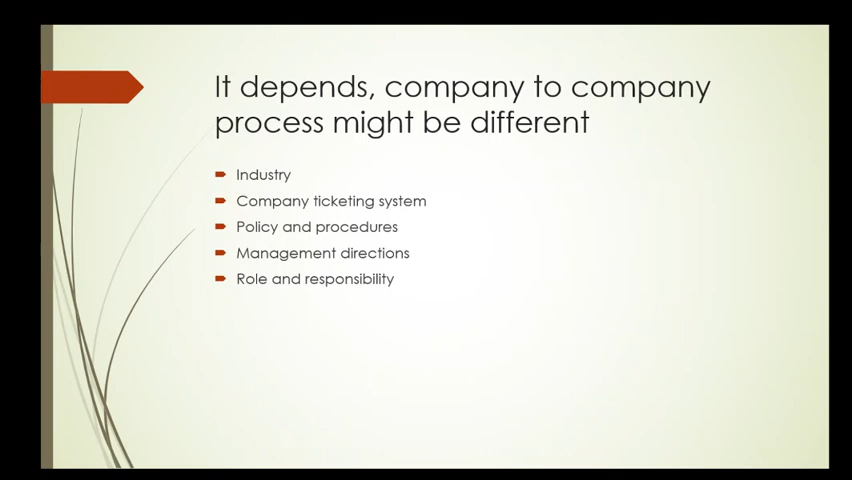 It depends, company to company
process might be different
Industry
Company ticketing system
Policy and procedures
Management directions
Role and responsibility